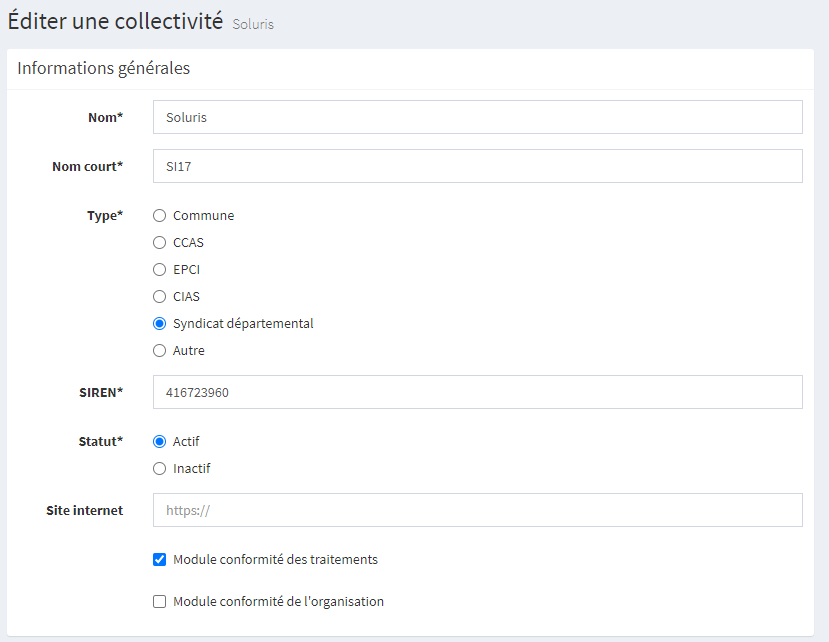 Éditer une collectivité Soluris
Informations générales
Nom* Soluris
Nom court* SI17
Type* Commune
CCAS
EPCI
CIAS
Syndicat départemental
Autre
SIREN* 416723960
Statut* Actif
Inactif
Site internet https://
Module conformité des traitements
Module conformité de l'organisation